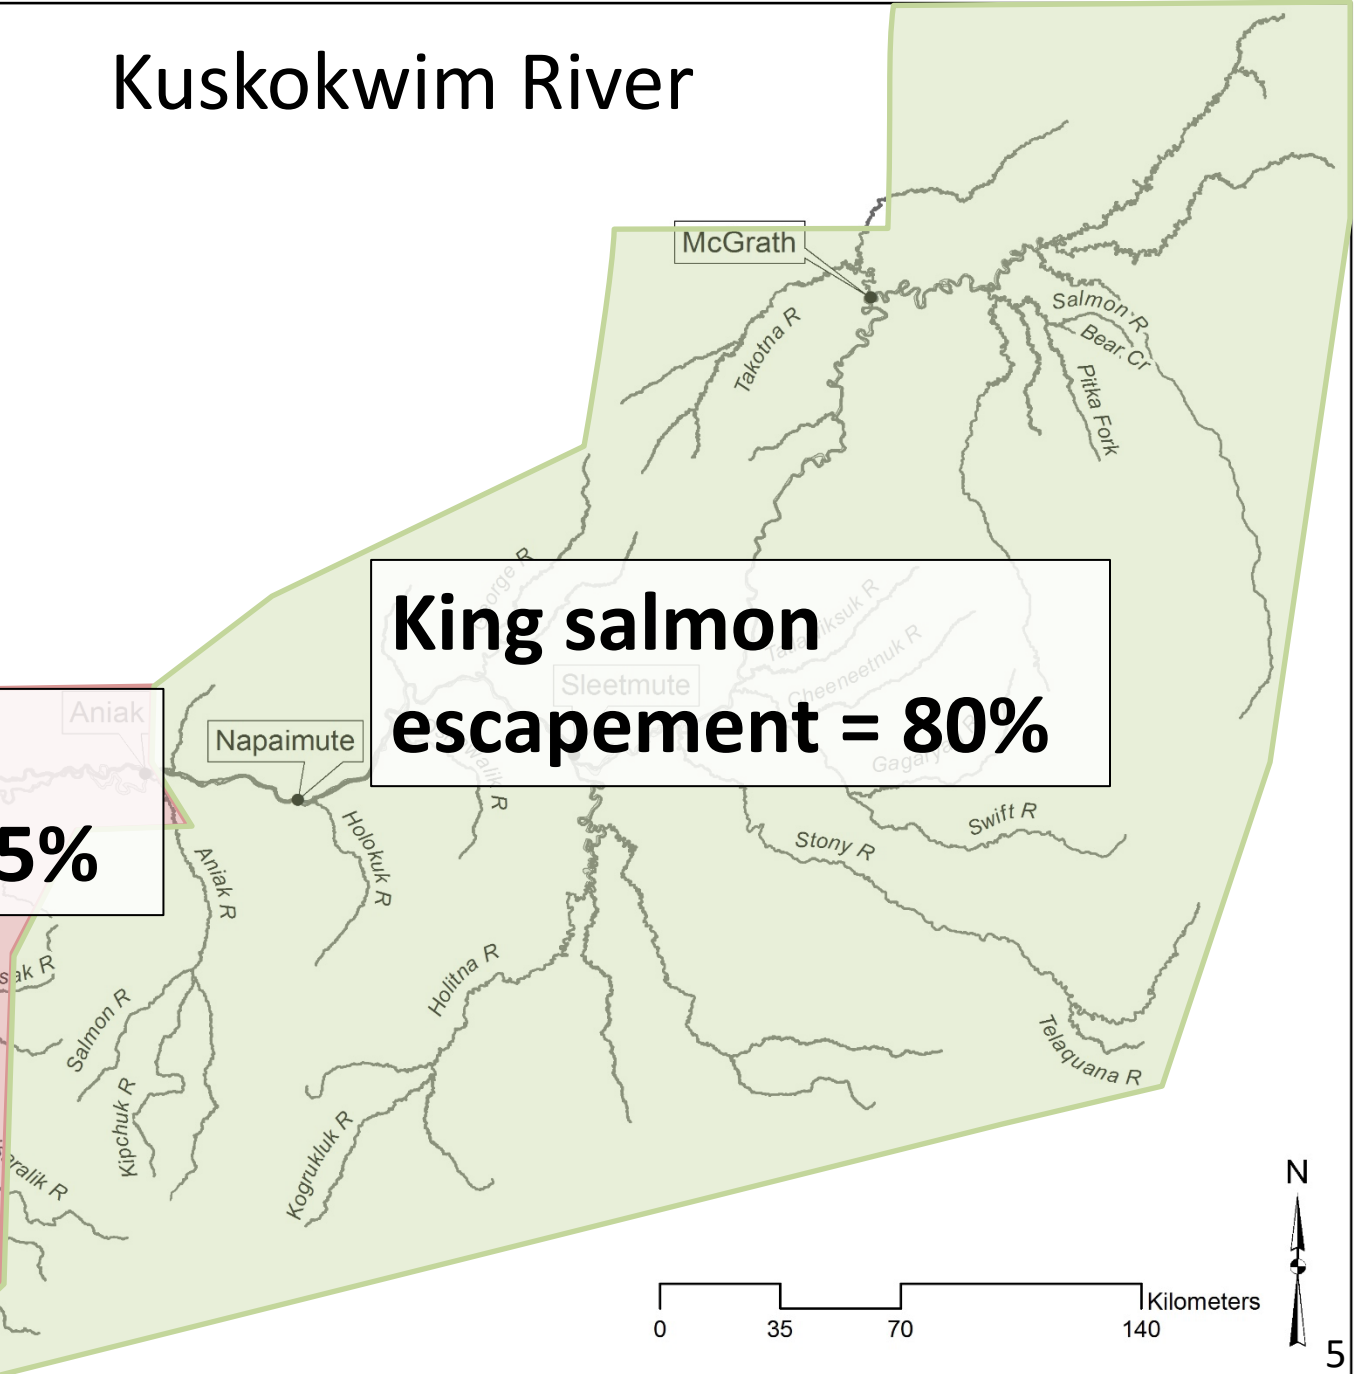 Kuskokwim River
McGrath
Salmon R
Bear Cr
Takotna R
Pitka Fork
King salmon
escapement = 80%
Sleetmute
Cheeneetnuk R
Aniak
Napaimute
5%
Swift R
Stony R
Holokuk R
Aniak R
Holitna R
Salmon R
Telaquana R
Kipchuk R
Kogrukluk R
N
Kilometers
0 35 70 140
5